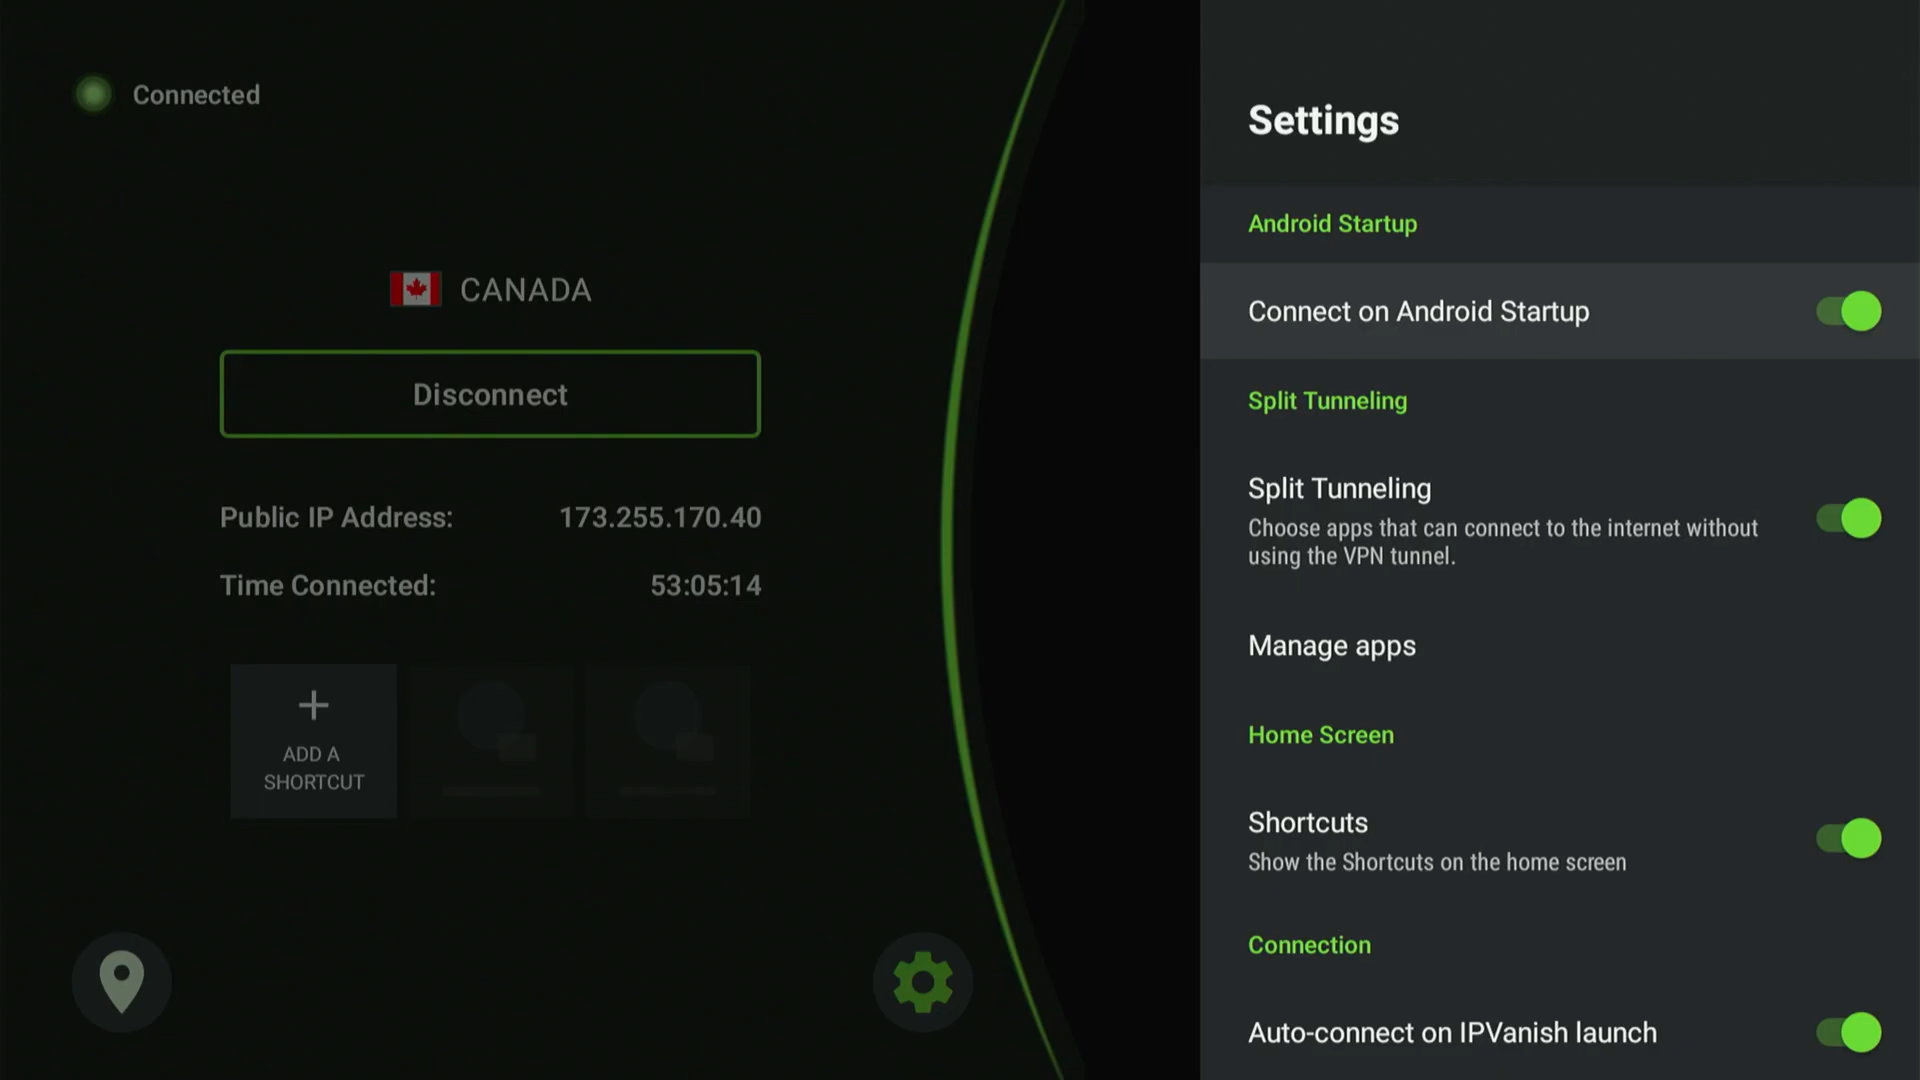 Connected
CANADA
Disconnect
Public IP Address: 173.255.170.40
Time Connected: 53:05:14
ADD A
SHORTCUT
Settings
Android Startup
Connect on Android Startup
Split Tunneling
Split Tunneling
Choose apps that can connect to the internet without
using the VPN tunnel.
Manage apps
Home Screen
Shortcuts
Show the Shortcuts on the home screen
Connection
Auto-connect on IPVanish launch